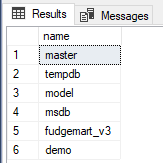 Results Messages
name
1 master
2 tempdb
3 model
4 msdb
5 fudgemart_v3
6 demo